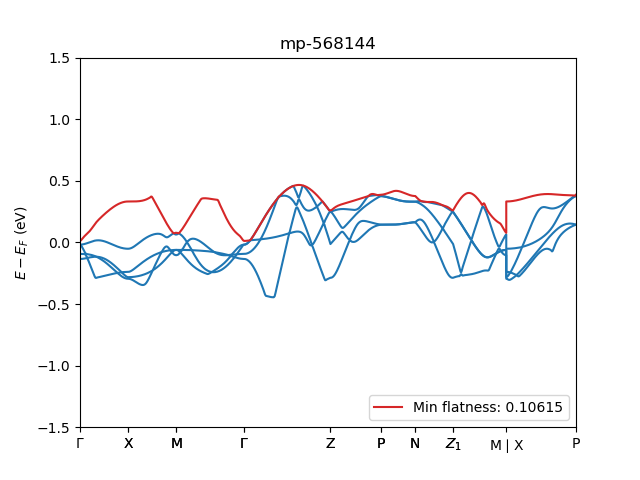 mp-568144
E − E_F (eV)
1.5
1.0
0.5
0.0
−0.5
−1.0
−1.5
Min flatness: 0.10615
Γ X M Γ Z P N Z₁ M | X P